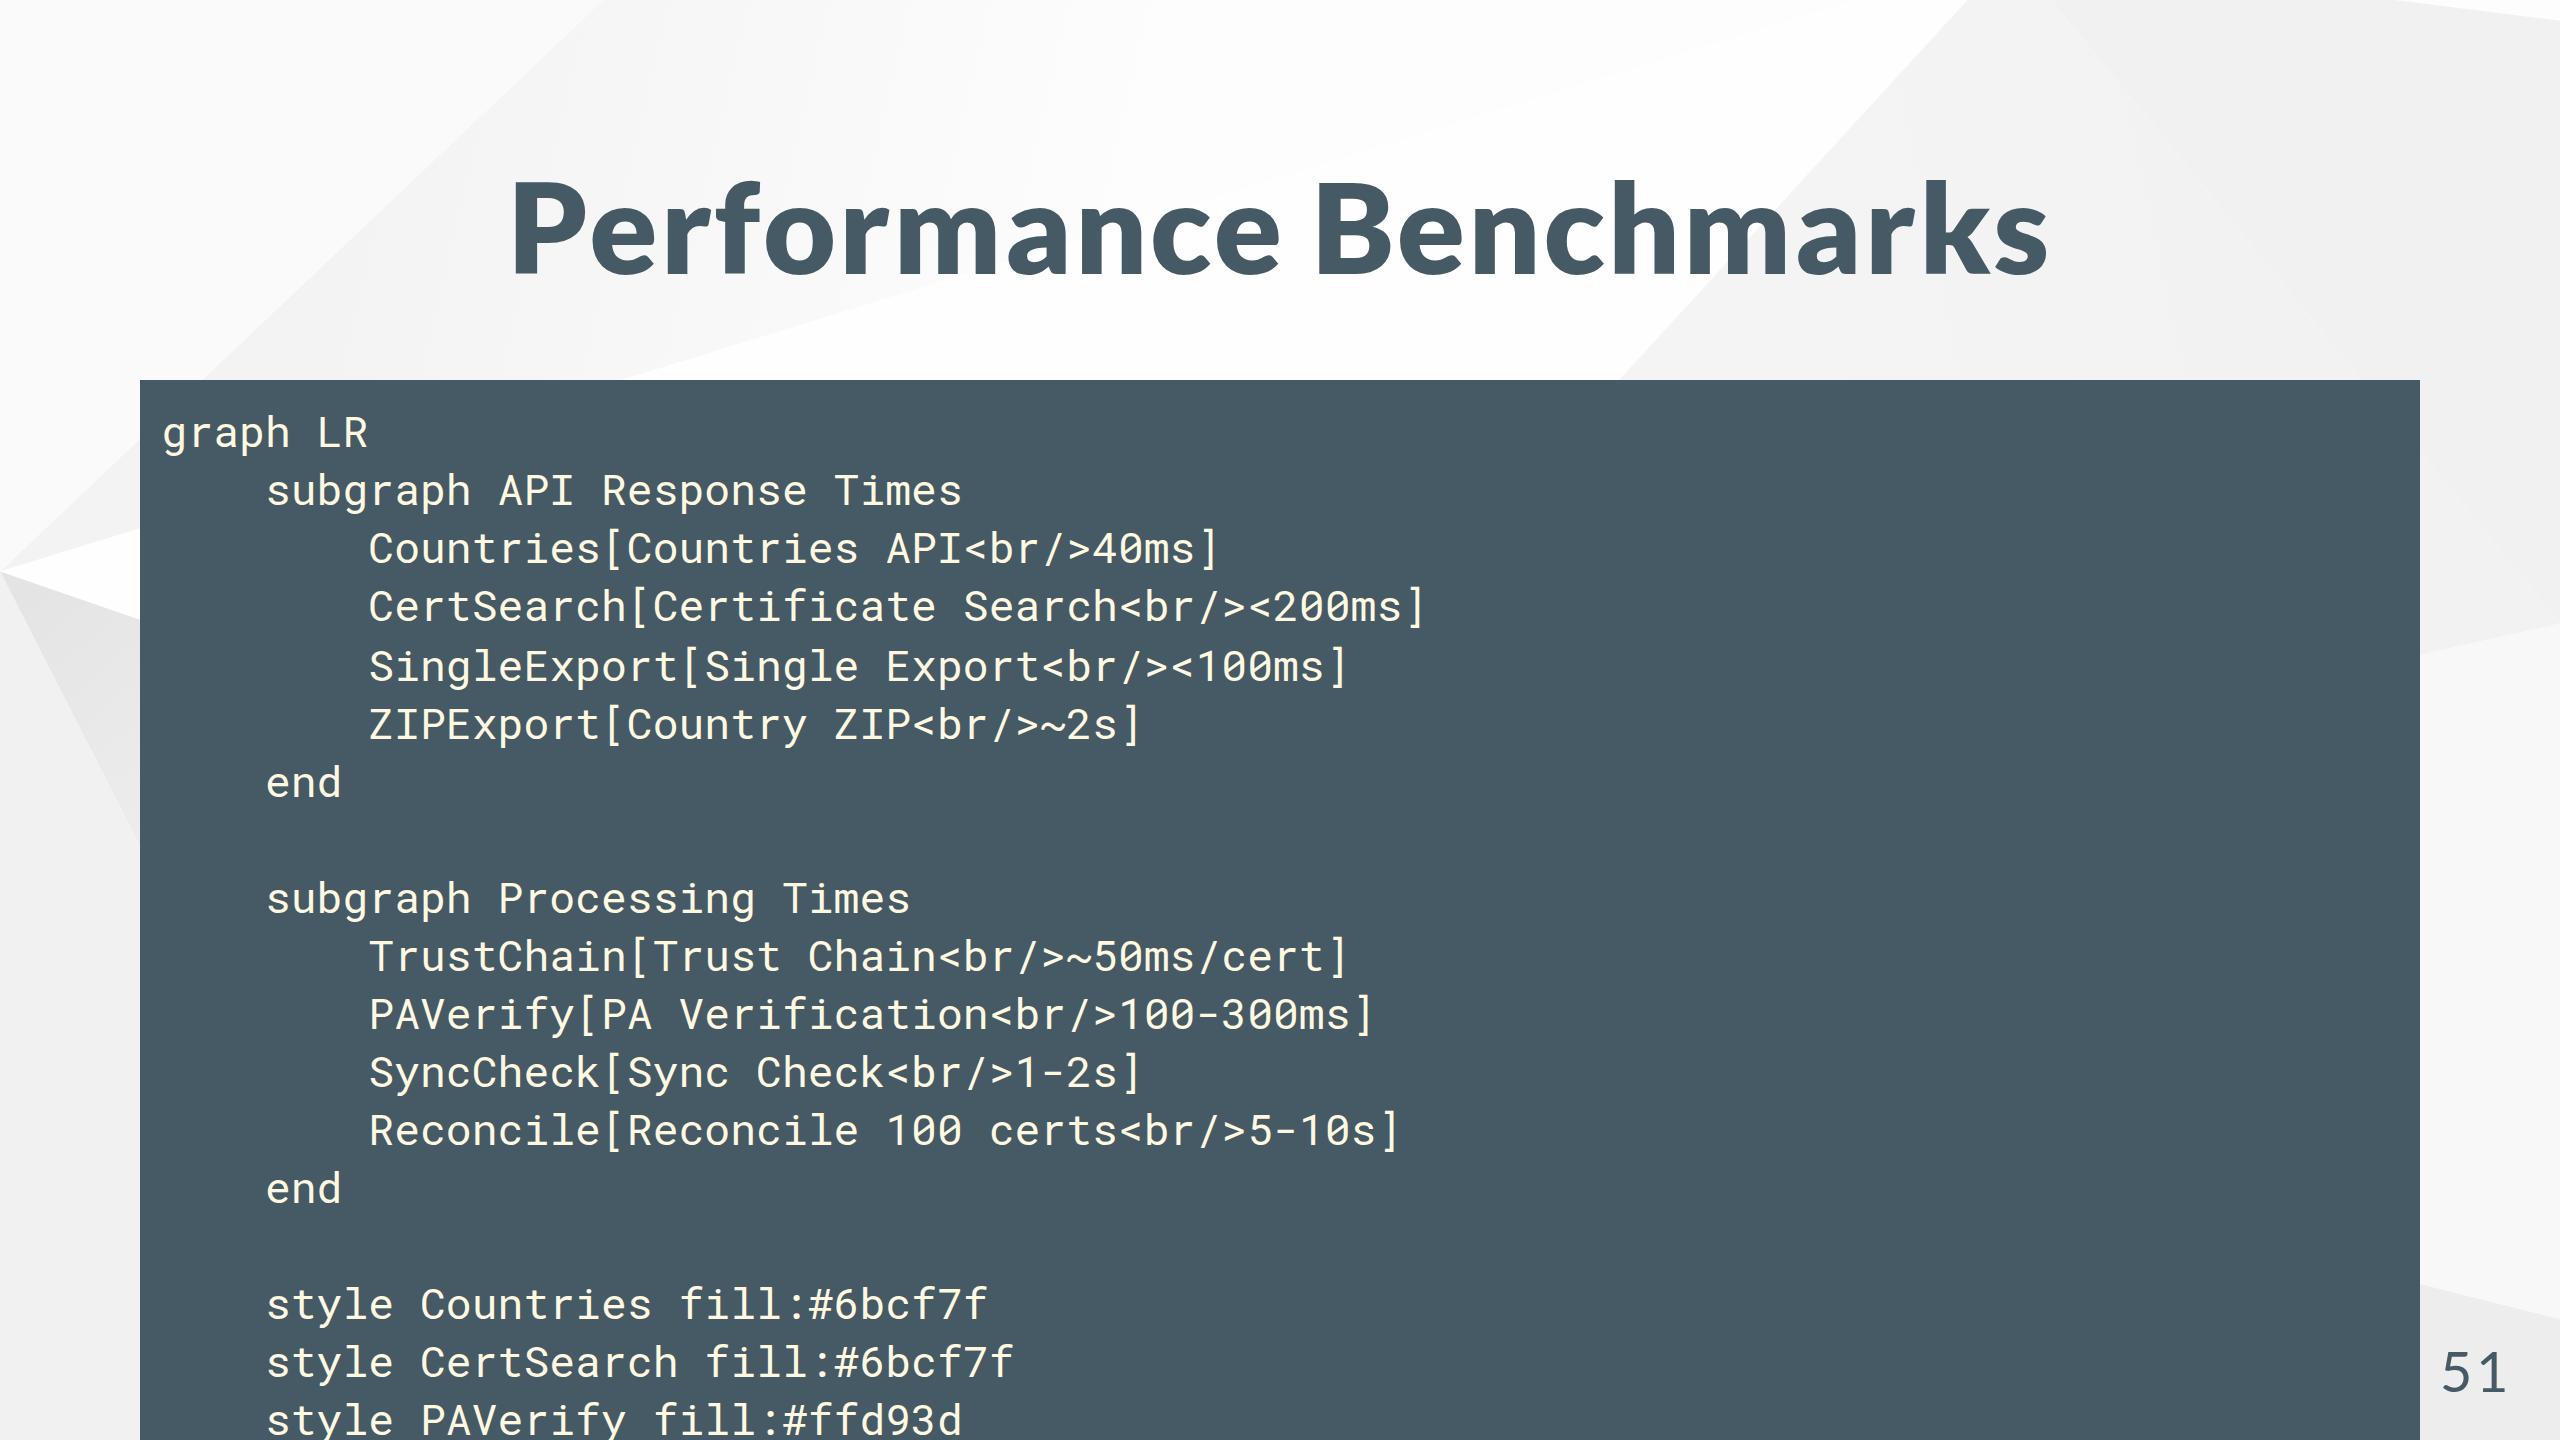 Performance Benchmarks
graph LR
    subgraph API Response Times
        Countries[Countries API<br/>40ms]
        CertSearch[Certificate Search<br/><200ms]
        SingleExport[Single Export<br/><100ms]
        ZIPExport[Country ZIP<br/>~2s]
    end

    subgraph Processing Times
        TrustChain[Trust Chain<br/>~50ms/cert]
        PAVerify[PA Verification<br/>100-300ms]
        SyncCheck[Sync Check<br/>1-2s]
        Reconcile[Reconcile 100 certs<br/>5-10s]
    end

    style Countries fill:#6bcf7f
    style CertSearch fill:#6bcf7f
    style PAVerify fill:#ffd93d
51